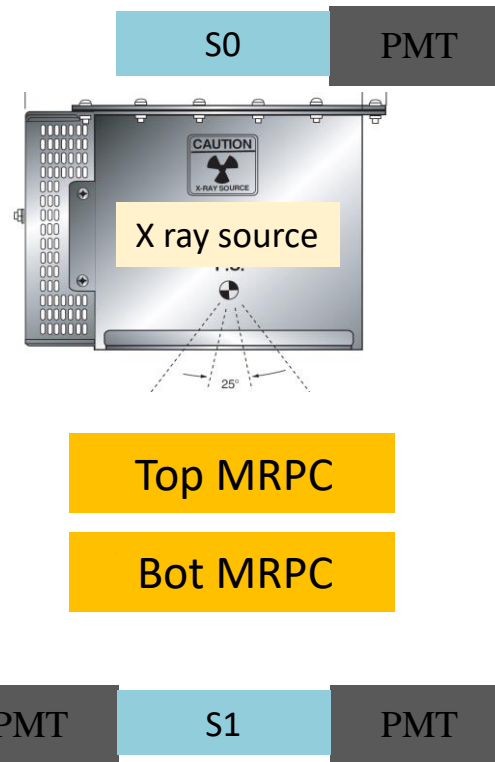 S0 PMT
CAUTION
X-RAY SOURCE
X ray source
25°
Top MRPC
Bot MRPC
PMT S1 PMT